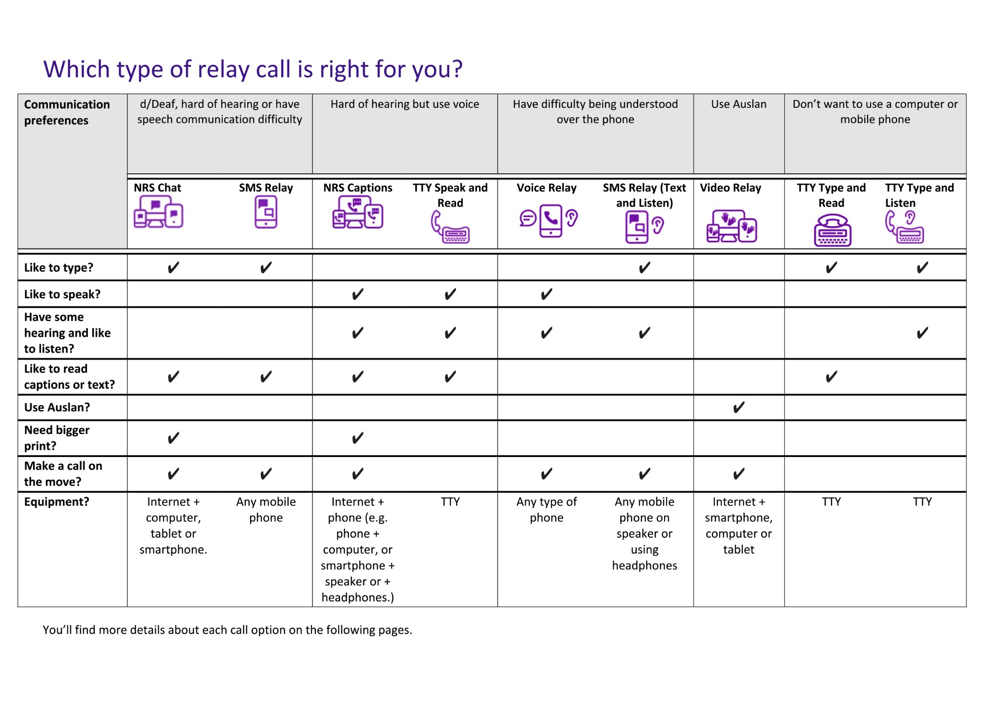 Which type of relay call is right for you?
Communication
preferences
d/Deaf, hard of hearing or have
speech communication difficulty
Hard of hearing but use voice
Have difficulty being understood
over the phone
Use Auslan
Don’t want to use a computer or
mobile phone
NRS Chat
SMS Relay
NRS Captions
TTY Speak and
Read
Voice Relay
SMS Relay (Text
and Listen)
Video Relay
TTY Type and
Read
TTY Type and
Listen
Like to type?
✔ ✔ ✔ ✔ ✔
Like to speak?
✔ ✔ ✔
Have some
hearing and like
to listen?
✔ ✔ ✔ ✔ ✔
Like to read
captions or text?
✔ ✔ ✔ ✔ ✔
Use Auslan?
✔
Need bigger
print?
✔ ✔
Make a call on
the move?
✔ ✔ ✔ ✔ ✔ ✔
Equipment?
Internet +
computer,
tablet or
smartphone.
Any mobile
phone
Internet +
phone (e.g.
phone +
computer, or
smartphone +
speaker or +
headphones.)
TTY
Any type of
phone
Any mobile
phone on
speaker or
using
headphones
Internet +
smartphone,
computer or
tablet
TTY
TTY
You’ll find more details about each call option on the following pages.